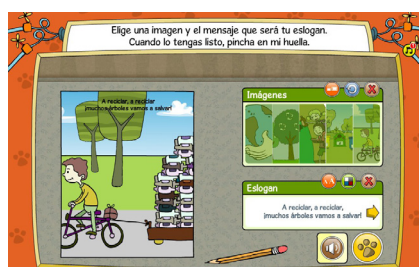 Elige una imagen y el mensaje que será tu eslogan.
Cuando lo tengas listo, pincha en mi huella.
A reciclar, a reciclar
¡muchos árboles vamos a salvar!
Imágenes
Eslogan
A reciclar, a reciclar,
¡muchos árboles vamos a salvar!